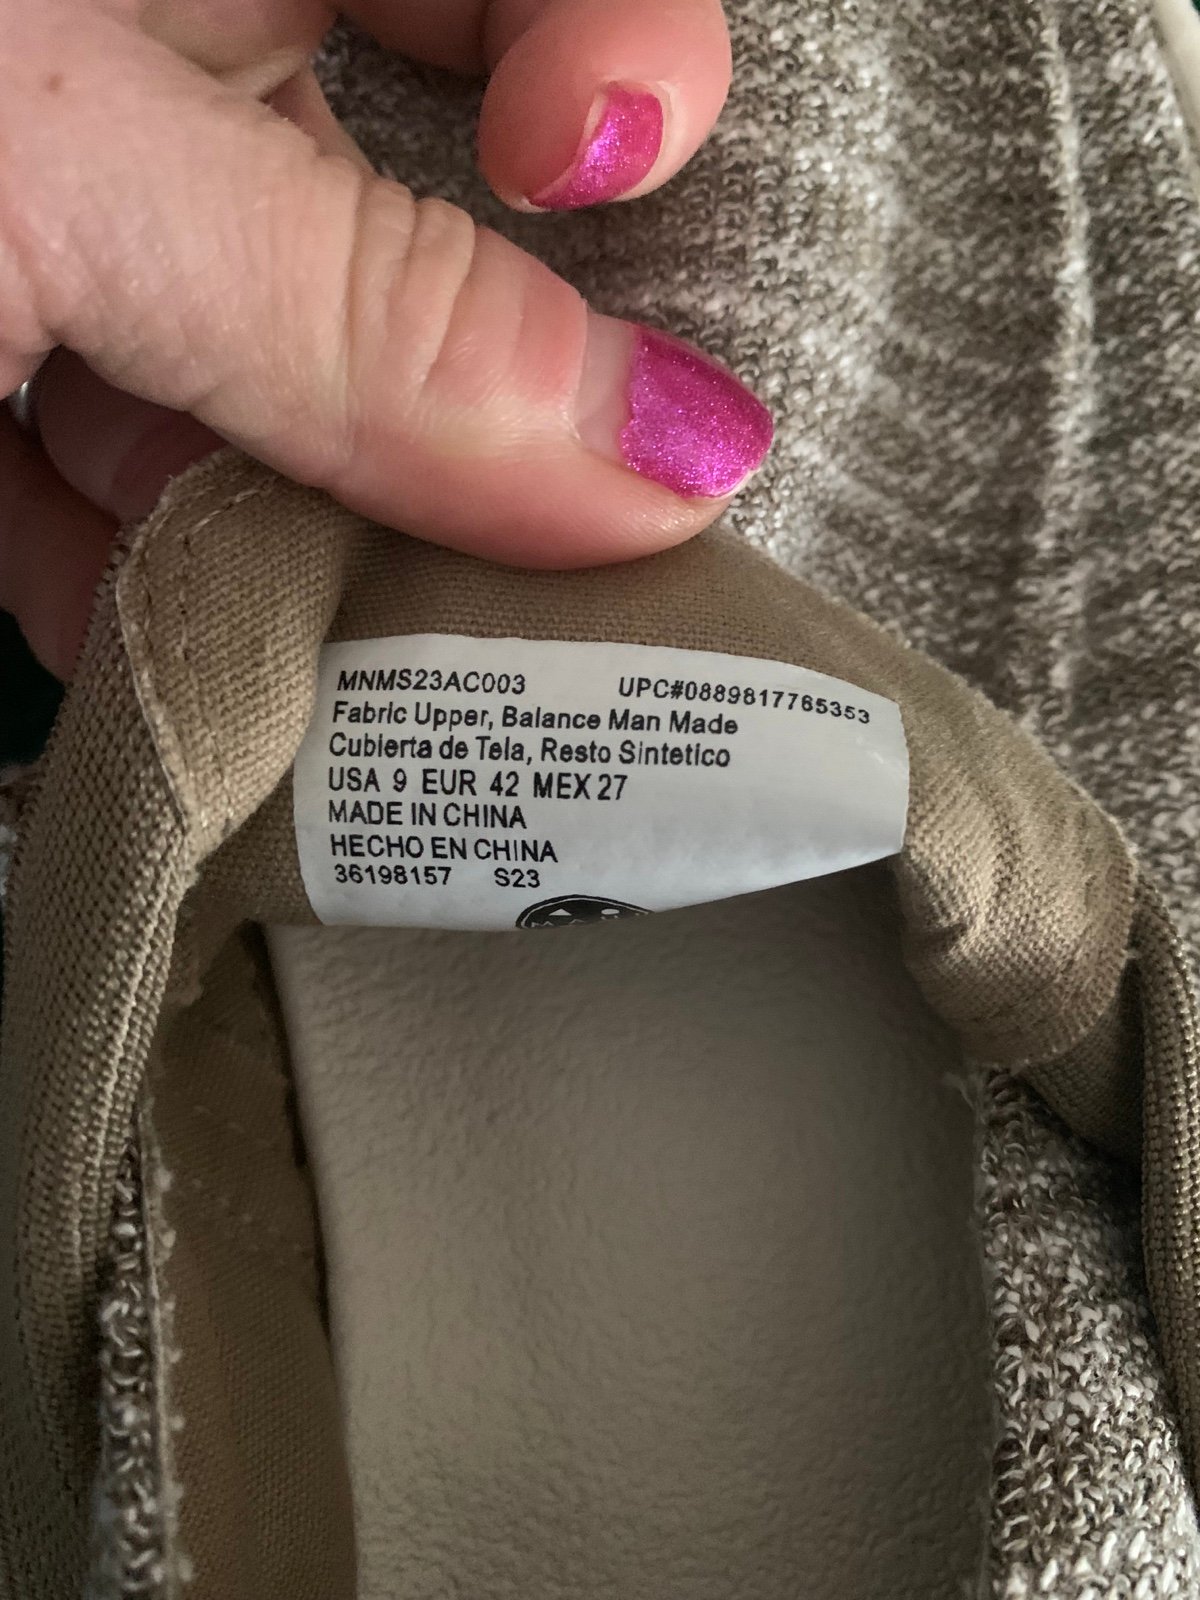 MNMS23AC003 UPC#0889817765353
Fabric Upper, Balance Man Made
Cubierta de Tela, Resto Sintetico
USA 9 EUR 42 MEX 27
MADE IN CHINA
HECHO EN CHINA
36198157 S23